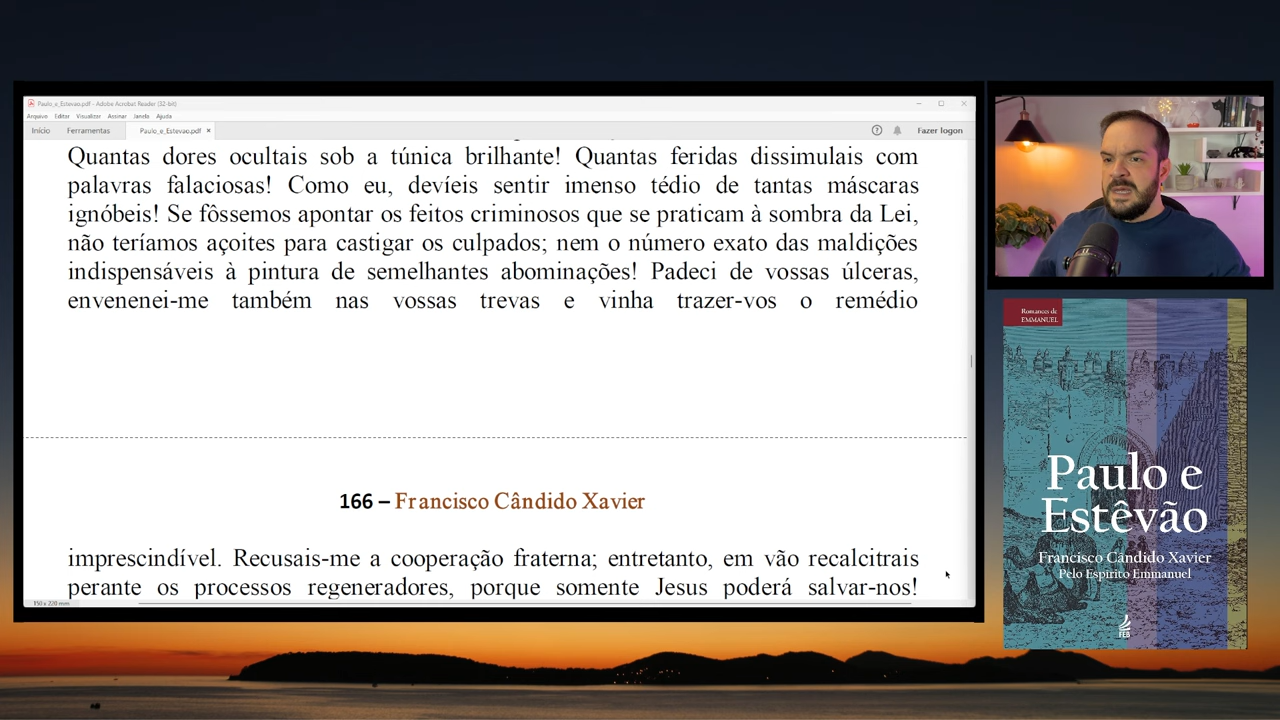 Paulo_e_Estevao.pdf - Adobe Acrobat Reader (32-bit)
Arquivo Editar Visualizar Assinar Janela Ajuda
Início Ferramentas Paulo_e_Estevao.pdf × Fazer logon
Quantas dores ocultais sob a túnica brilhante! Quantas feridas dissimulais com
palavras falaciosas! Como eu, devíeis sentir imenso tédio de tantas máscaras
ignóbeis! Se fôssemos apontar os feitos criminosos que se praticam à sombra da Lei,
não teríamos açoites para castigar os culpados; nem o número exato das maldições
indispensáveis à pintura de semelhantes abominações! Padeci de vossas úlceras,
envenenei-me também nas vossas trevas e vinha trazer-vos o remédio
166 – Francisco Cândido Xavier
imprescindível. Recusais-me a cooperação fraterna; entretanto, em vão recalcitrais
perante os processos regeneradores, porque somente Jesus poderá salvar-nos!
150 x 220 mm
Romances de
EMMANUEL
Paulo e
Estêvão
Francisco Cândido Xavier
Pelo Espírito Emmanuel
FEB